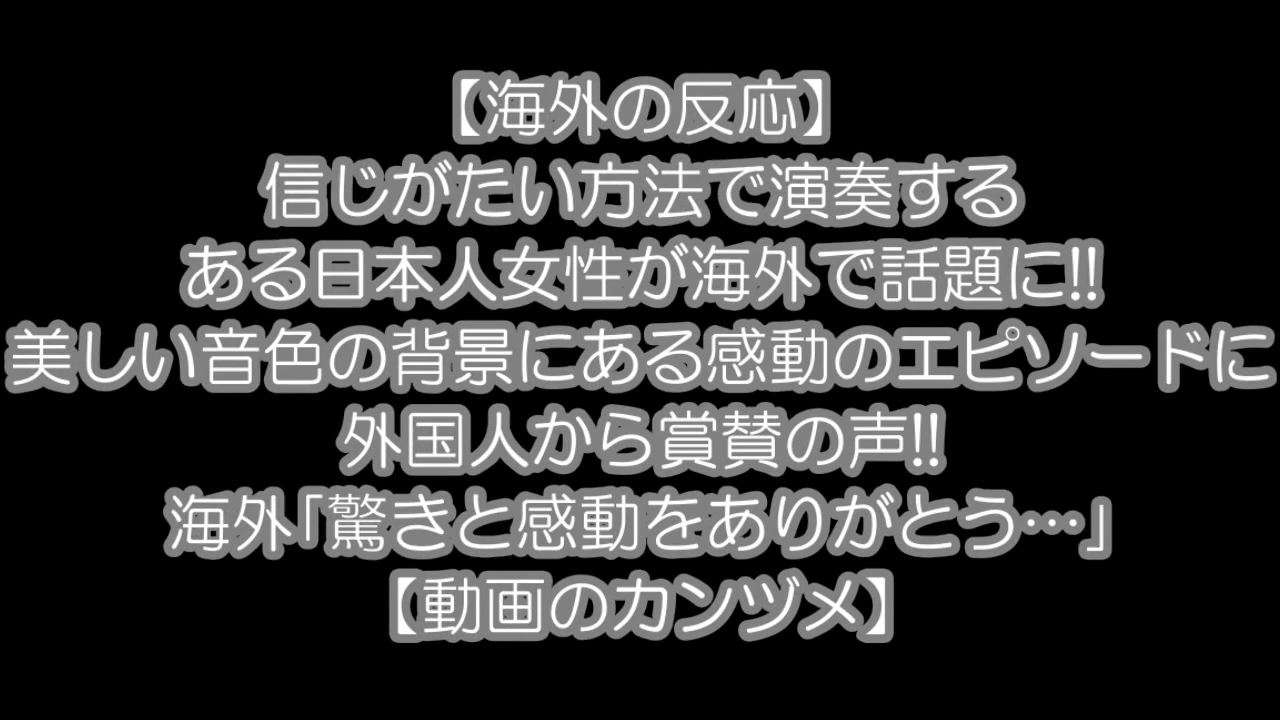 【海外の反応】
信じがたい方法で演奏する
ある日本人女性が海外で話題に!!
美しい音色の背景にある感動のエピソードに
外国人から賞賛の声!!
海外「驚きと感動をありがとう…」
【動画のカンヅメ】